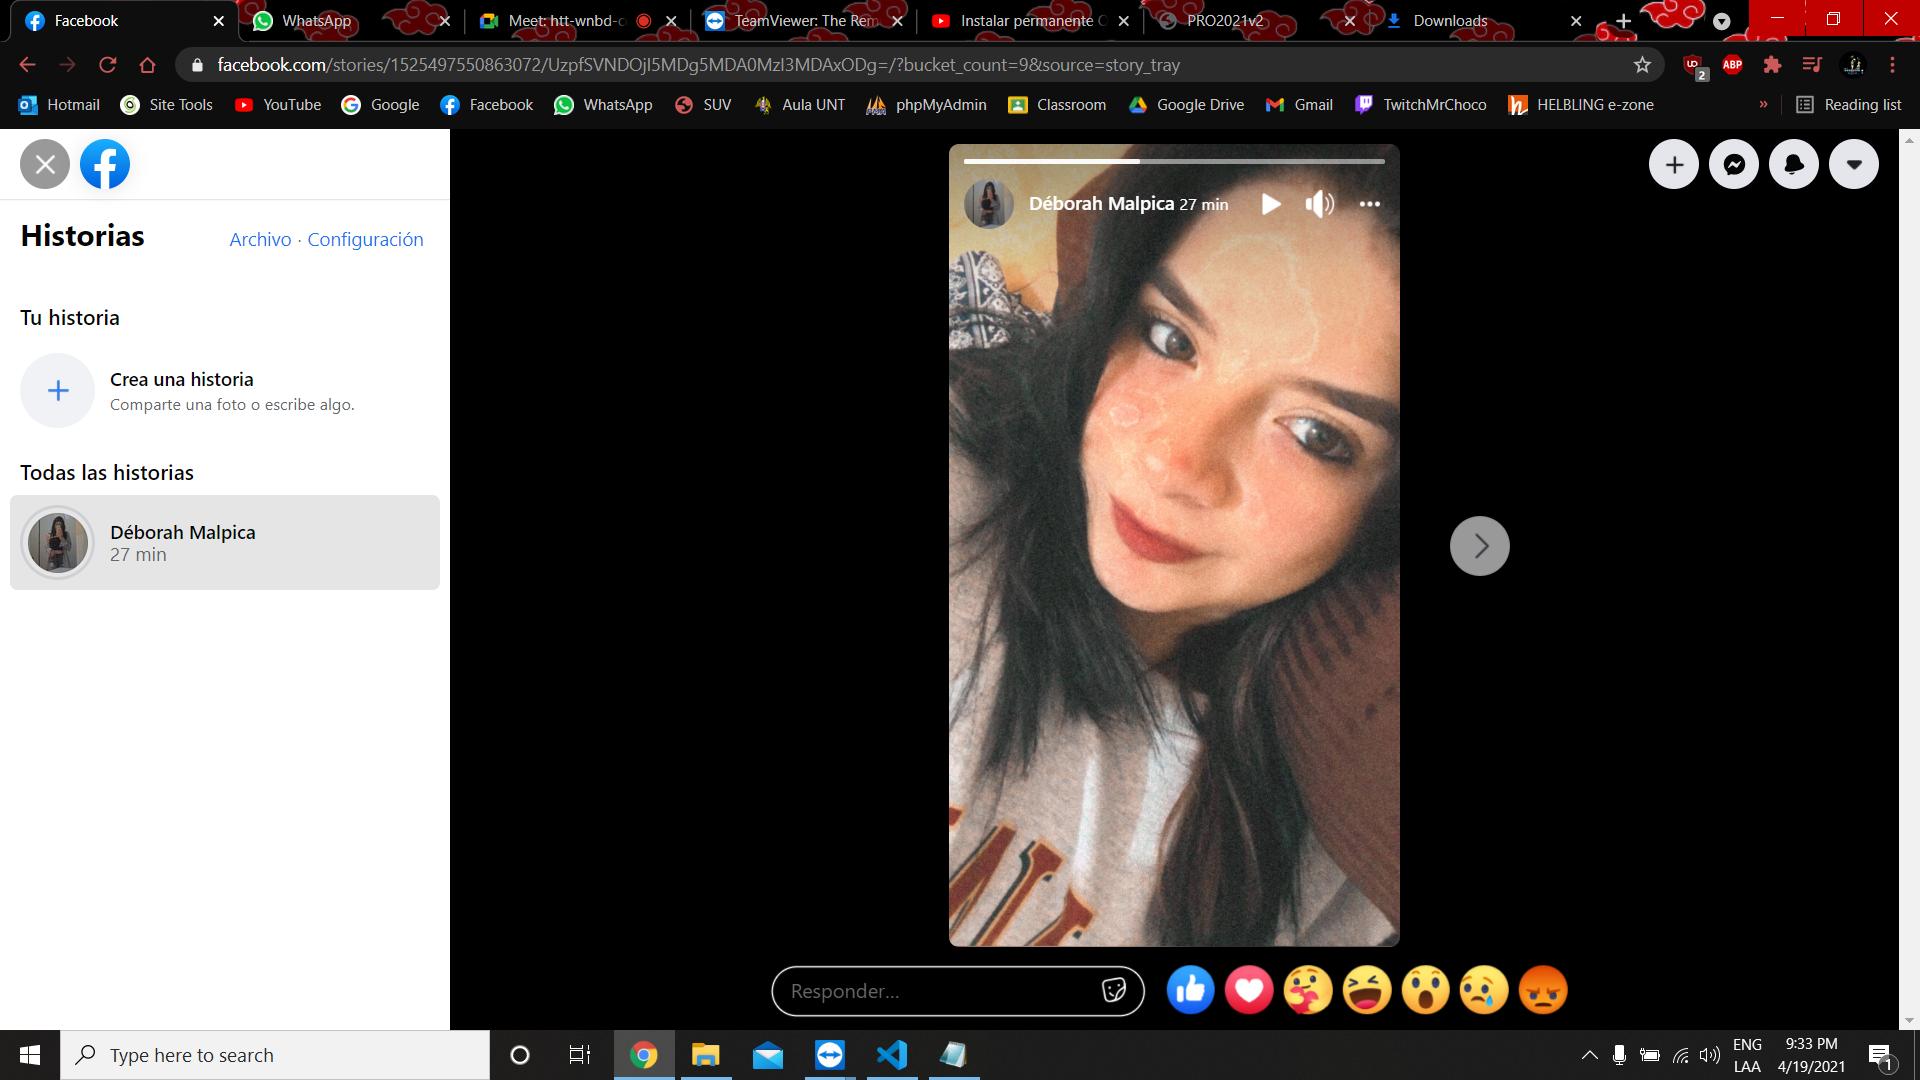 Facebook
WhatsApp
Meet: htt-wnbd-c
TeamViewer: The Rem
Instalar permanente C
PRO2021v2
Downloads
facebook.com/stories/1525497550863072/UzpfSVNDOjI5MDg5MDA0MzI3MDAxODg=/?bucket_count=9&source=story_tray
UD
2
ABP
Hotmail
Site Tools
YouTube
Google
Facebook
WhatsApp
SUV
Aula UNT
phpMyAdmin
Classroom
Google Drive
Gmail
TwitchMrChoco
HELBLING e-zone
»
Reading list
Historias
Archivo · Configuración
Tu historia
Crea una historia
Comparte una foto o escribe algo.
Todas las historias
Déborah Malpica
27 min
Déborah Malpica 27 min
Responder...
Type here to search
ENG
LAA
9:33 PM
4/19/2021
1